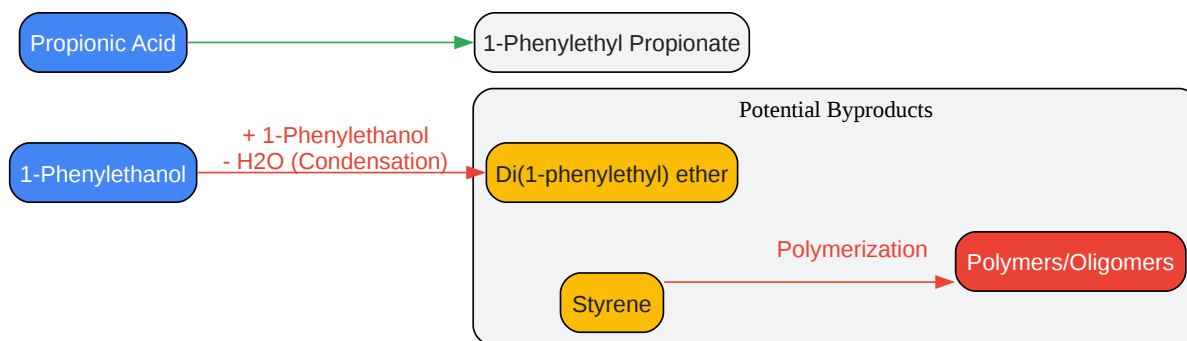 Propionic Acid
1-Phenylethyl Propionate
Potential Byproducts
+ 1-Phenylethanol
- H2O (Condensation)
1-Phenylethanol
Di(1-phenylethyl) ether
Polymerization
Polymers/Oligomers
Styrene